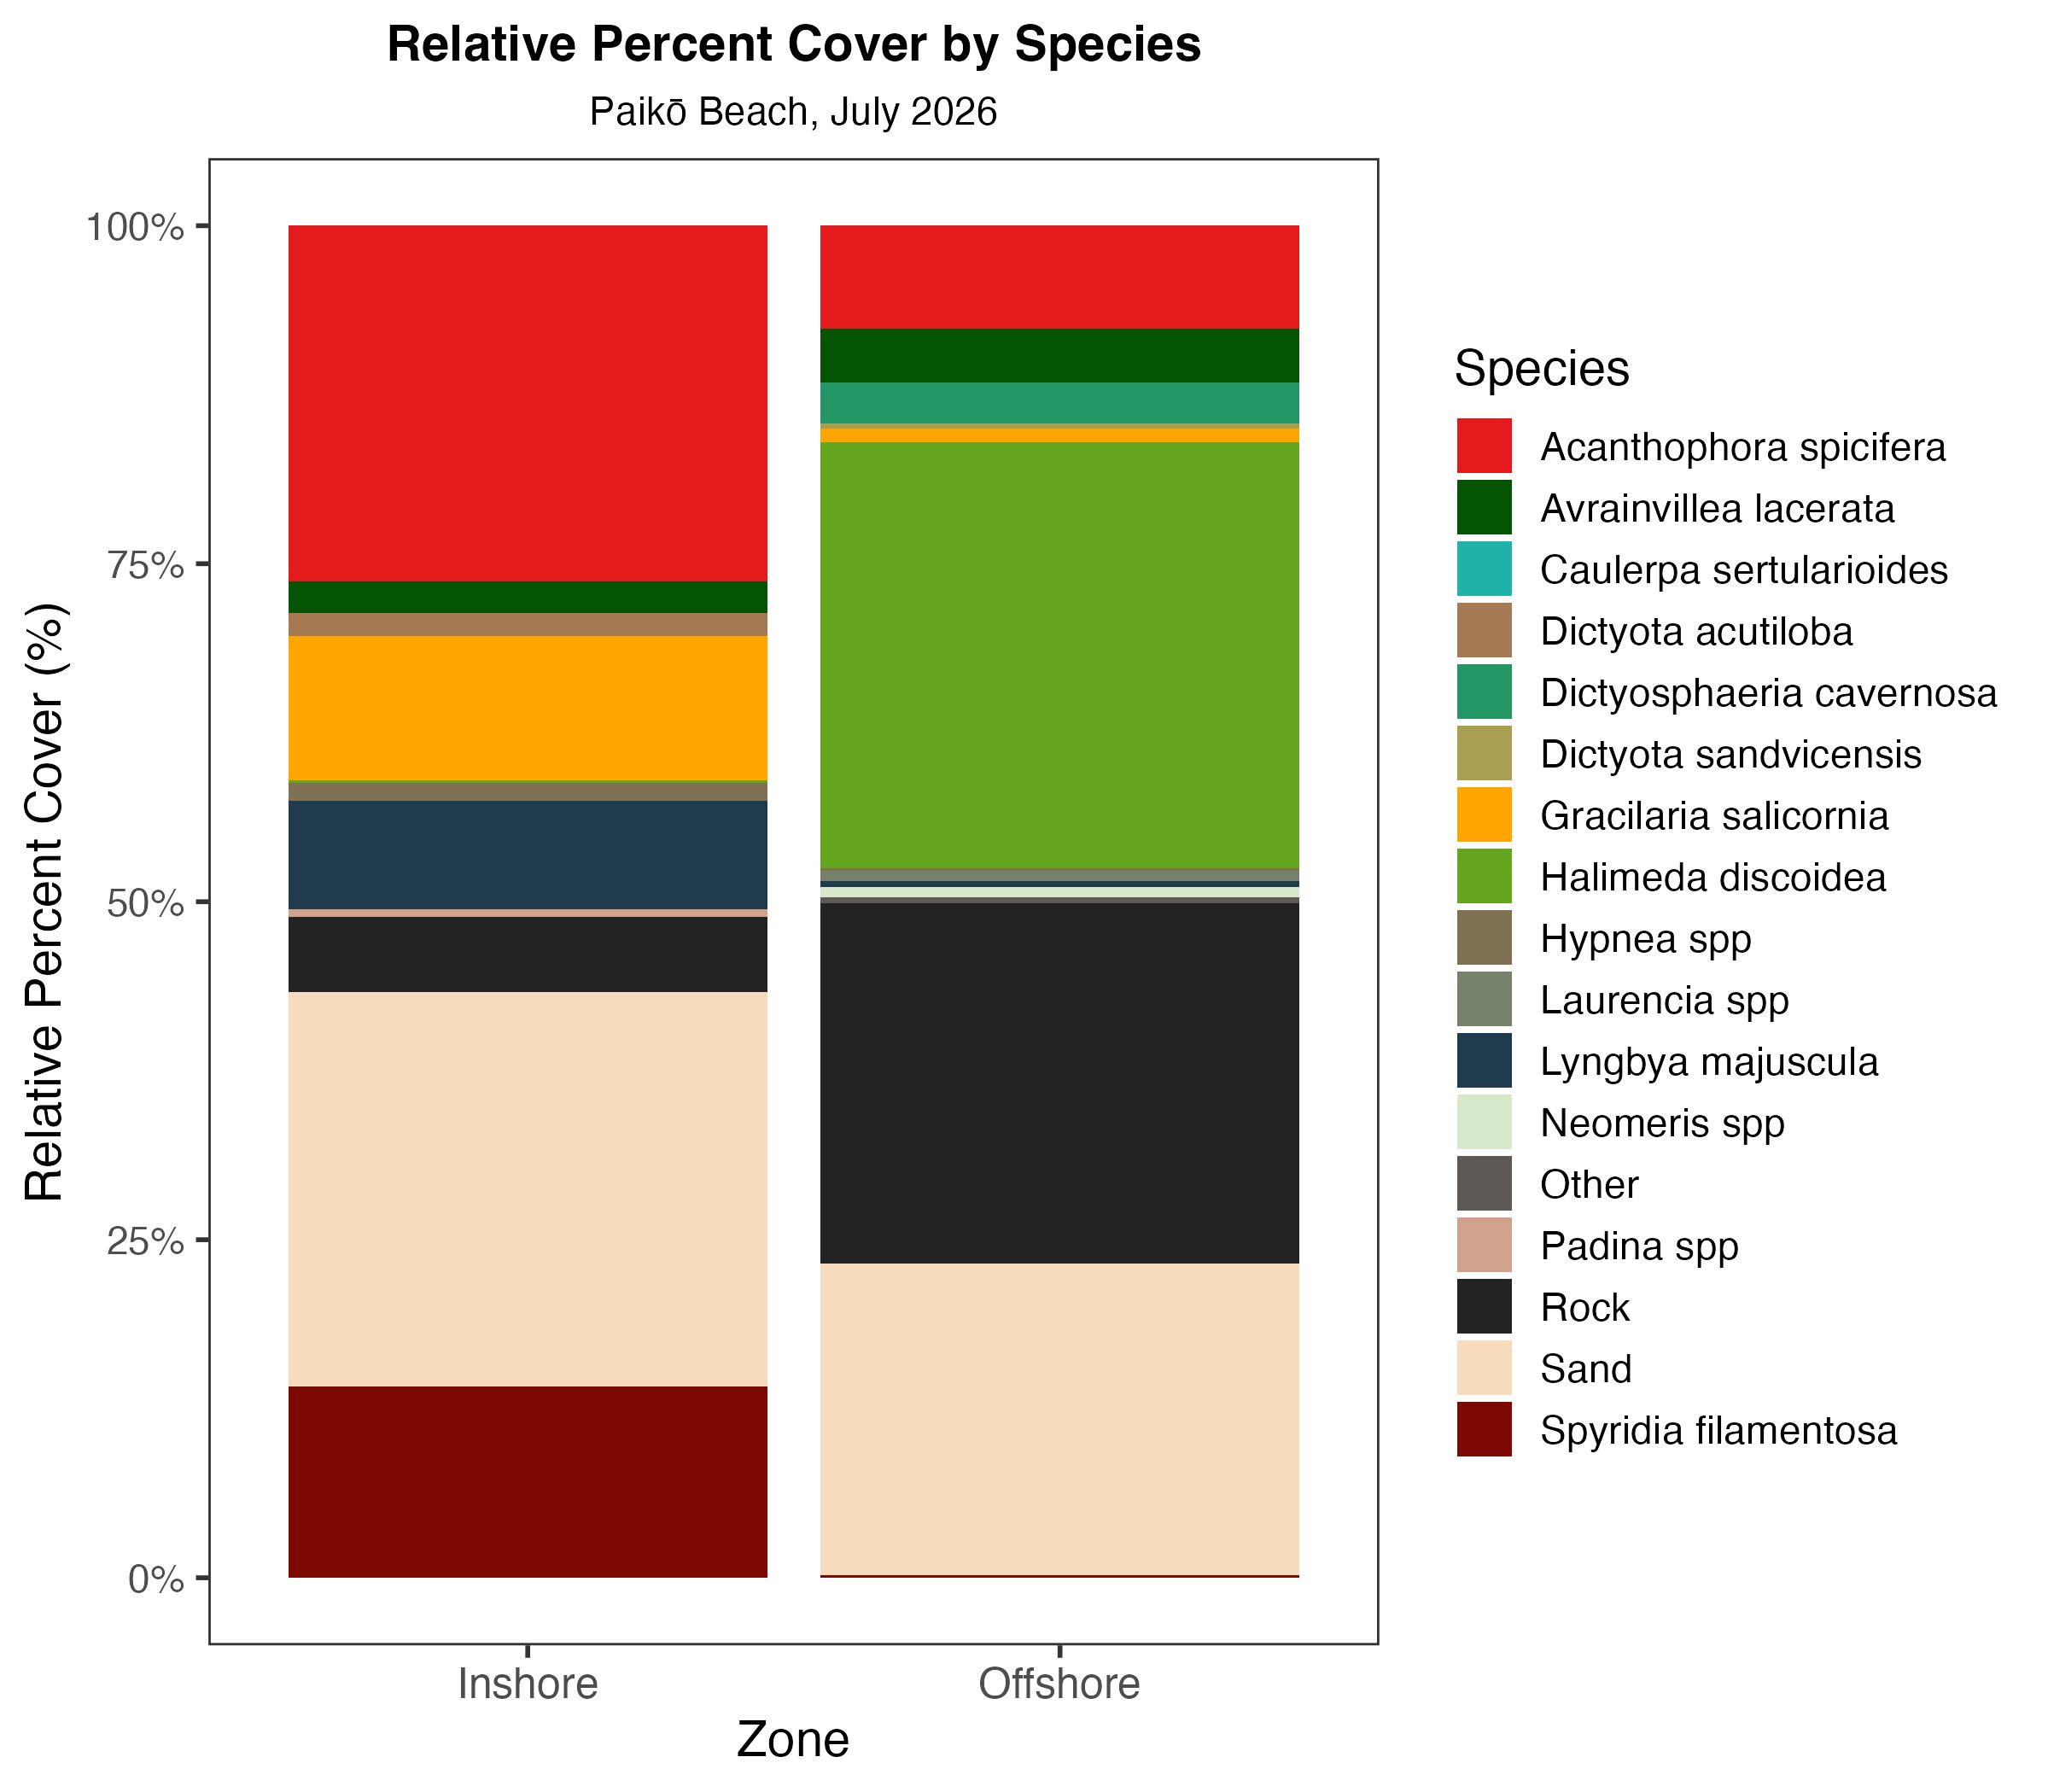 Relative Percent Cover by Species
Paikō Beach, July 2026
Relative Percent Cover (%)
100%
75%
50%
25%
0%
Inshore
Offshore
Zone
Species
Acanthophora spicifera
Avrainvillea lacerata
Caulerpa sertularioides
Dictyota acutiloba
Dictyosphaeria cavernosa
Dictyota sandvicensis
Gracilaria salicornia
Halimeda discoidea
Hypnea spp
Laurencia spp
Lyngbya majuscula
Neomeris spp
Other
Padina spp
Rock
Sand
Spyridia filamentosa